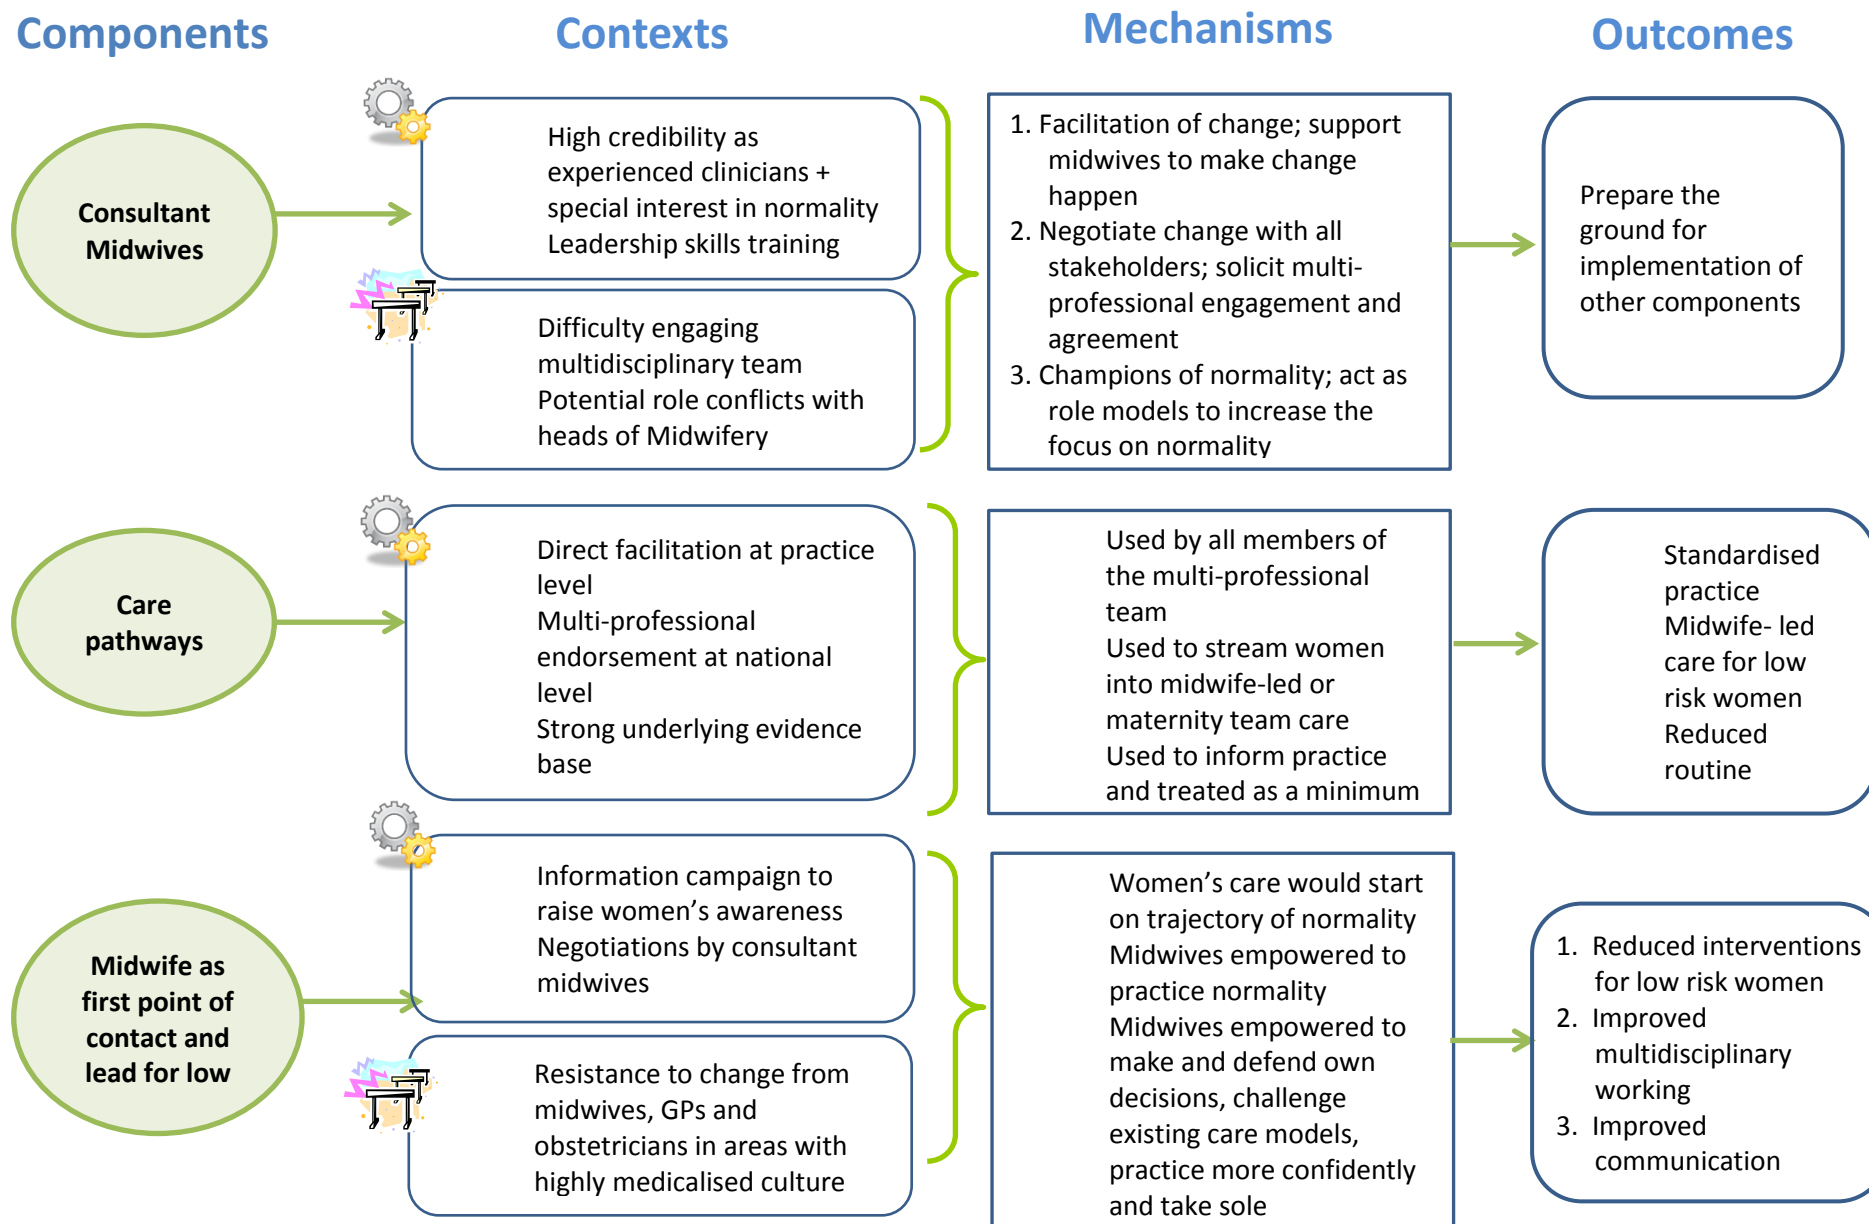 Components
Contexts
Mechanisms
Outcomes
Consultant
Midwives
High credibility as
experienced clinicians +
special interest in normality
Leadership skills training
Difficulty engaging
multidisciplinary team
Potential role conflicts with
heads of Midwifery
1. Facilitation of change; support
midwives to make change
happen
2. Negotiate change with all
stakeholders; solicit multi-
professional engagement and
agreement
3. Champions of normality; act as
role models to increase the
focus on normality
Prepare the
ground for
implementation of
other components
Care
pathways
Direct facilitation at practice
level
Multi-professional
endorsement at national
level
Strong underlying evidence
base
Used by all members of
the multi-professional
team
Used to stream women
into midwife-led or
maternity team care
Used to inform practice
and treated as a minimum
Standardised
practice
Midwife- led
care for low
risk women
Reduced
routine
Midwife as
first point of
contact and
lead for low
Information campaign to
raise women’s awareness
Negotiations by consultant
midwives
Resistance to change from
midwives, GPs and
obstetricians in areas with
highly medicalised culture
Women’s care would start
on trajectory of normality
Midwives empowered to
practice normality
Midwives empowered to
make and defend own
decisions, challenge
existing care models,
practice more confidently
and take sole
1. Reduced interventions
for low risk women
2. Improved
multidisciplinary
working
3. Improved
communication